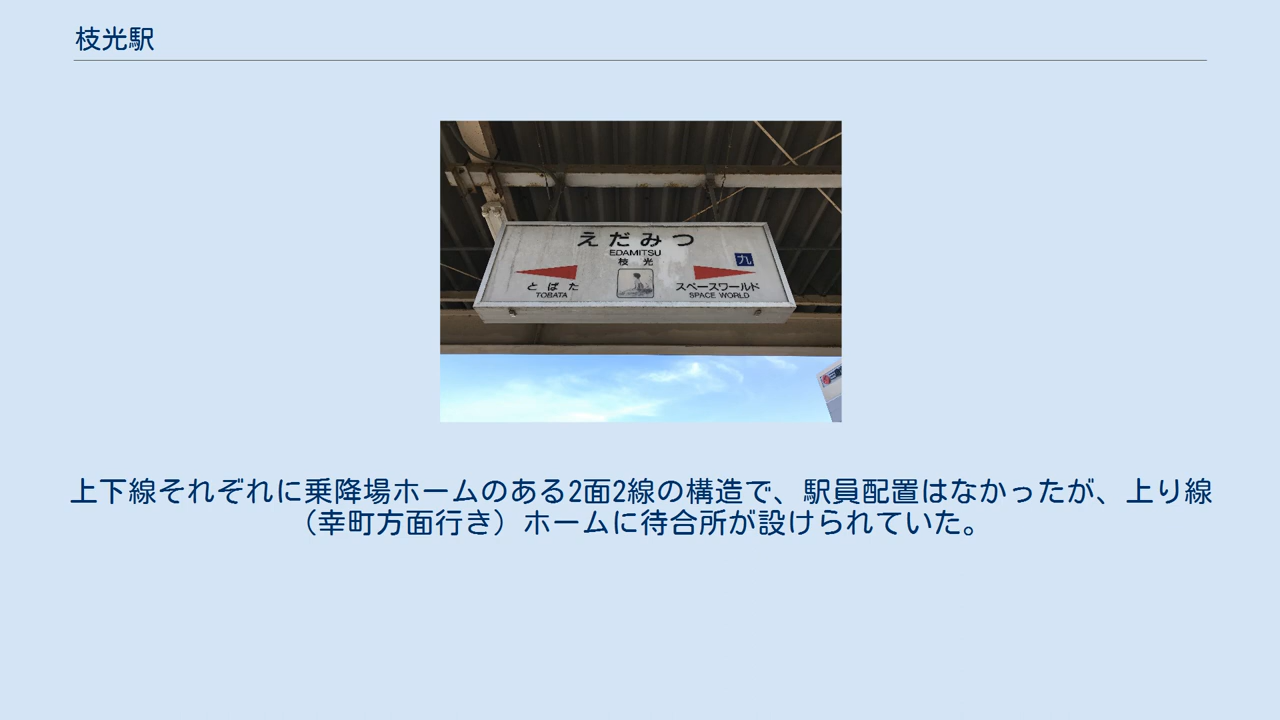 枝光駅
えだみつ
EDAMITSU
枝 光
九
とばた
TOBATA
スペースワールド
SPACE WORLD
上下線それぞれに乗降場ホームのある2面2線の構造で、駅員配置はなかったが、上り線
（幸町方面行き）ホームに待合所が設けられていた。